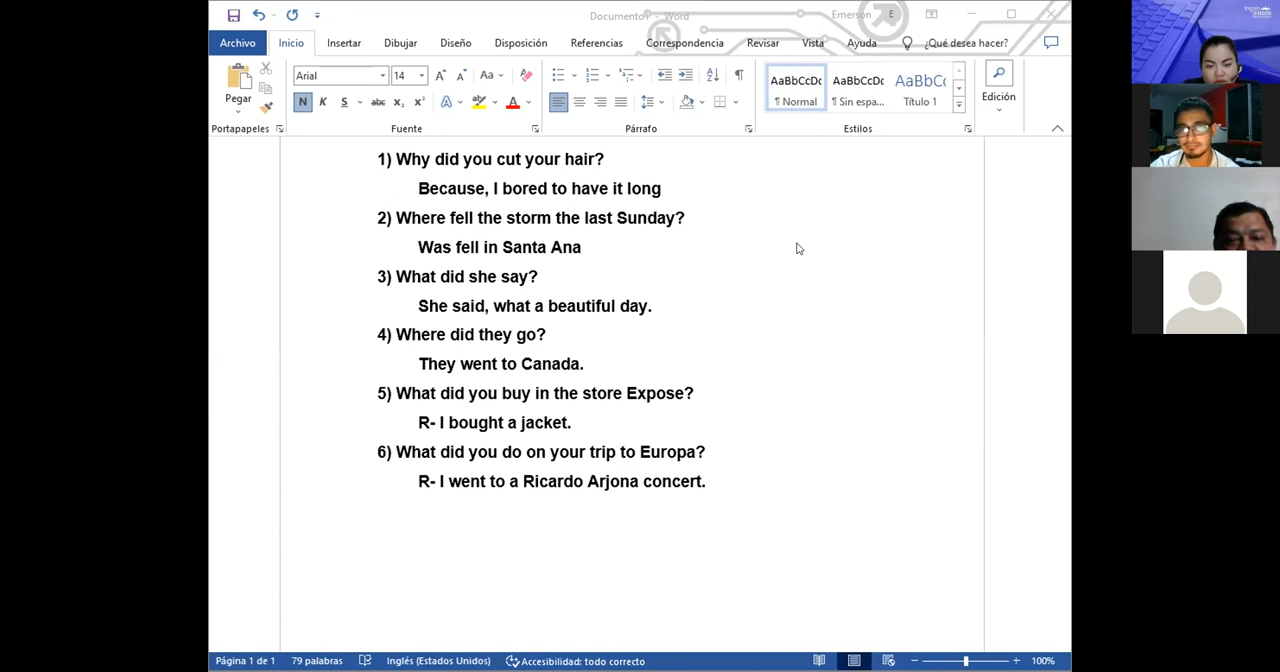 Documento1 - Word
Emerson
E
Archivo
Inicio
Insertar
Dibujar
Diseño
Disposición
Referencias
Correspondencia
Revisar
Vista
Ayuda
¿Qué desea hacer?
Pegar
Arial
14
Aa
N K S abc x₂ x² A A
AaBbCcDc AaBbCcDc AaBbCc
¶ Normal ¶ Sin espa... Título 1
Edición
Portapapeles Fuente Párrafo Estilos
1) Why did you cut your hair?
Because, I bored to have it long
2) Where fell the storm the last Sunday?
Was fell in Santa Ana
3) What did she say?
She said, what a beautiful day.
4) Where did they go?
They went to Canada.
5) What did you buy in the store Expose?
R- I bought a jacket.
6) What did you do on your trip to Europa?
R- I went to a Ricardo Arjona concert.
Página 1 de 1 79 palabras Inglés (Estados Unidos) Accesibilidad: todo correcto 100%